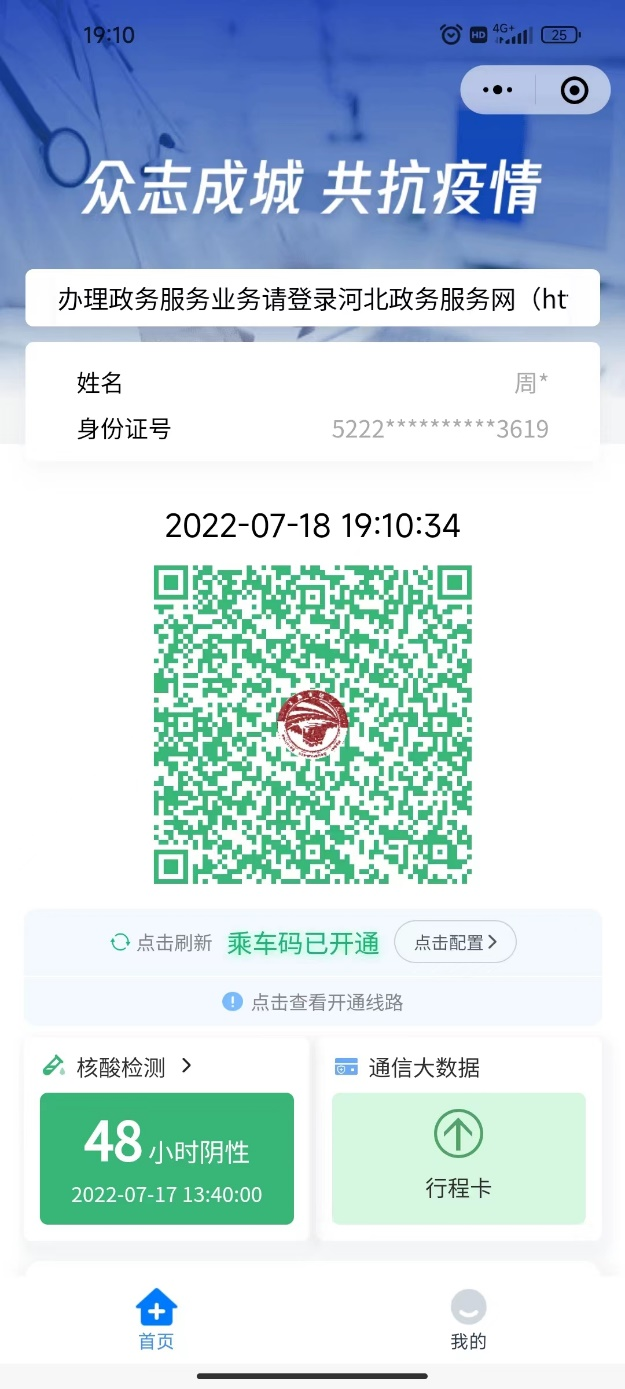 19:10
HD
4G+
25
众志成城 共抗疫情
办理政务服务业务请登录河北政务服务网（ht
姓名 周*
身份证号 5222**********3619
2022-07-18 19:10:34
点击刷新 乘车码已开通 点击配置
点击查看开通线路
核酸检测 通信大数据
48 小时阴性
2022-07-17 13:40:00
行程卡
首页 我的